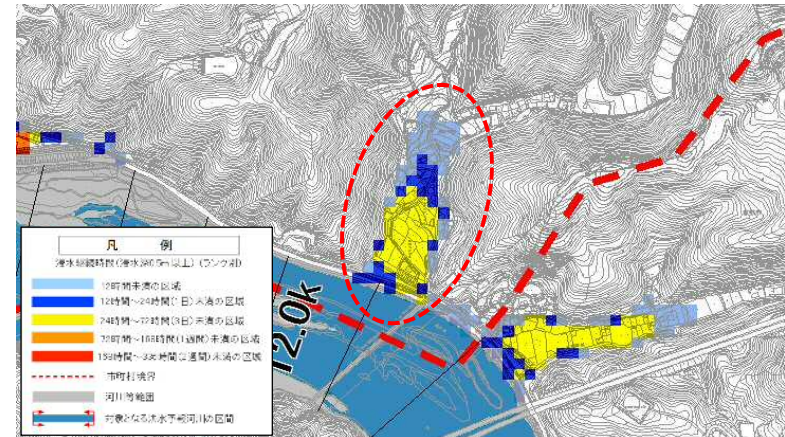 12.0k
凡 例
浸水継続時間(浸水深0.5m以上)(ランク別)
12時間未満の区域
12時間～24時間(1日)未満の区域
24時間～72時間(3日)未満の区域
72時間～168時間(1週間)未満の区域
168時間～336時間(2週間)未満の区域
市町村境界
河川等範囲
対象となる洪水予報河川の区間